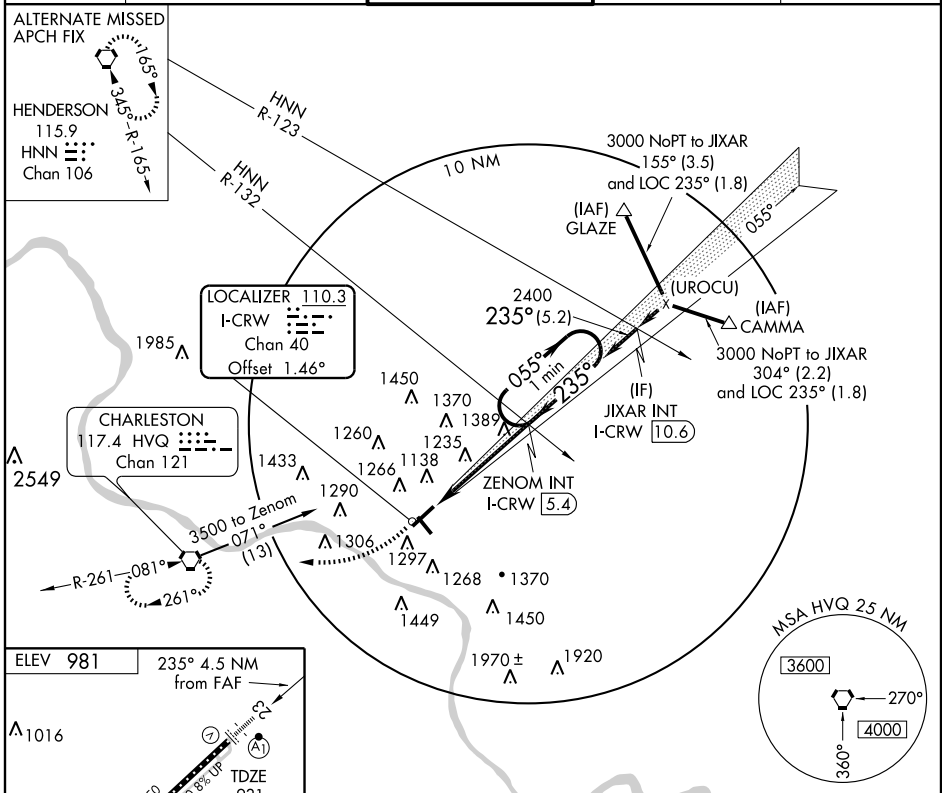 ALTERNATE MISSED
APCH FIX
165°
345°
R-165
HENDERSON
115.9
HNN
Chan 106
HNN
R-123
HNN
R-132
10 NM
3000 NoPT to JIXAR
155° (3.5)
and LOC 235° (1.8)
(IAF)
GLAZE
055°
(UROCU)
(IAF)
CAMMA
3000 NoPT to JIXAR
304° (2.2)
and LOC 235° (1.8)
2400
235° (5.2)
LOCALIZER 110.3
I-CRW
Chan 40
Offset 1.46°
055°
1 min
235°
(IF)
JIXAR INT
I-CRW 10.6
ZENOM INT
I-CRW 5.4
1985
1450
1370
1389
1260
1235
1266
1138
1433
1290
1306
1297
1268
1370
1449
1450
1970 ±
1920
2549
CHARLESTON
117.4 HVQ
Chan 121
3500 to Zenom
071°
(13)
R-261
081°
261°
MSA HVQ 25 NM
3600
270°
4000
360°
ELEV 981
235° 4.5 NM
from FAF
1016
23
V
A1
0.8% UP
TDZE